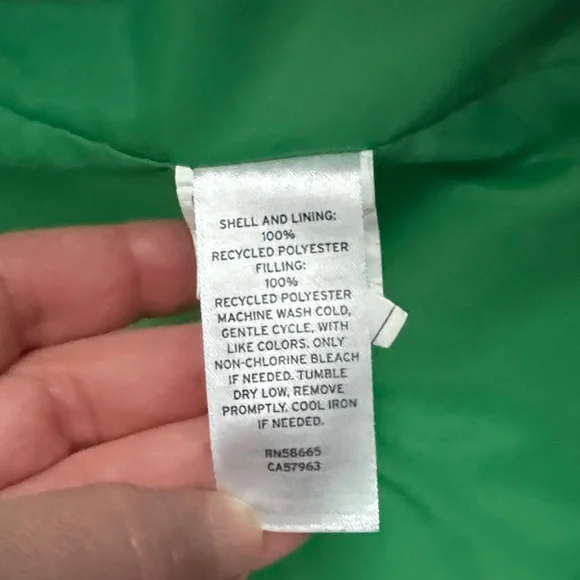 SHELL AND LINING:
100%
RECYCLED POLYESTER
FILLING:
100%
RECYCLED POLYESTER
MACHINE WASH COLD,
GENTLE CYCLE, WITH
LIKE COLORS, ONLY
NON-CHLORINE BLEACH
IF NEEDED. TUMBLE
DRY LOW, REMOVE
PROMPTLY. COOL IRON
IF NEEDED.
RN58665
CA57963